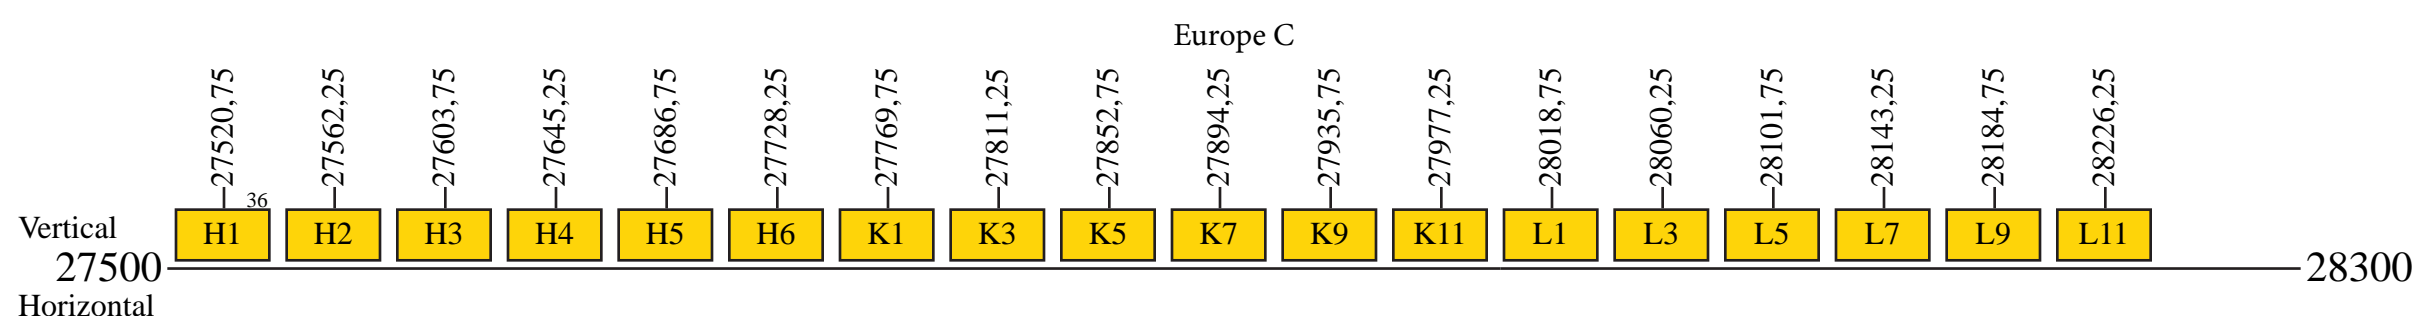 Europe C
27520,75 27562,25 27603,75 27645,25 27686,75 27728,25 27769,75 27811,25 27852,75 27894,25 27935,75 27977,25 28018,75 28060,25 28101,75 28143,25 28184,75 28226,25
36
Vertical H1 H2 H3 H4 H5 H6 K1 K3 K5 K7 K9 K11 L1 L3 L5 L7 L9 L11
27500 28300
Horizontal